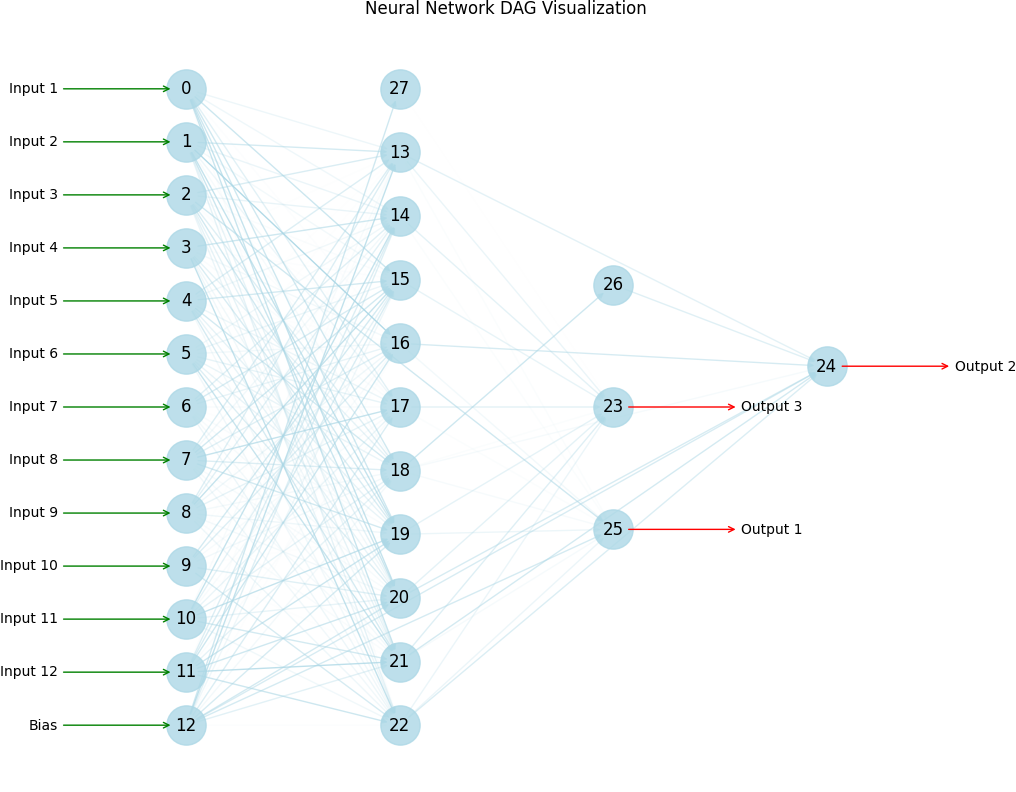 Neural Network DAG Visualization
Input 1
0
27
Input 2
1
13
Input 3
2
14
Input 4
3
15
26
Input 5
4
16
Input 6
5
24
Output 2
Input 7
6
17
23
Output 3
Input 8
7
18
Input 9
8
19
25
Output 1
Input 10
9
20
Input 11
10
21
Input 12
11
22
Bias
12